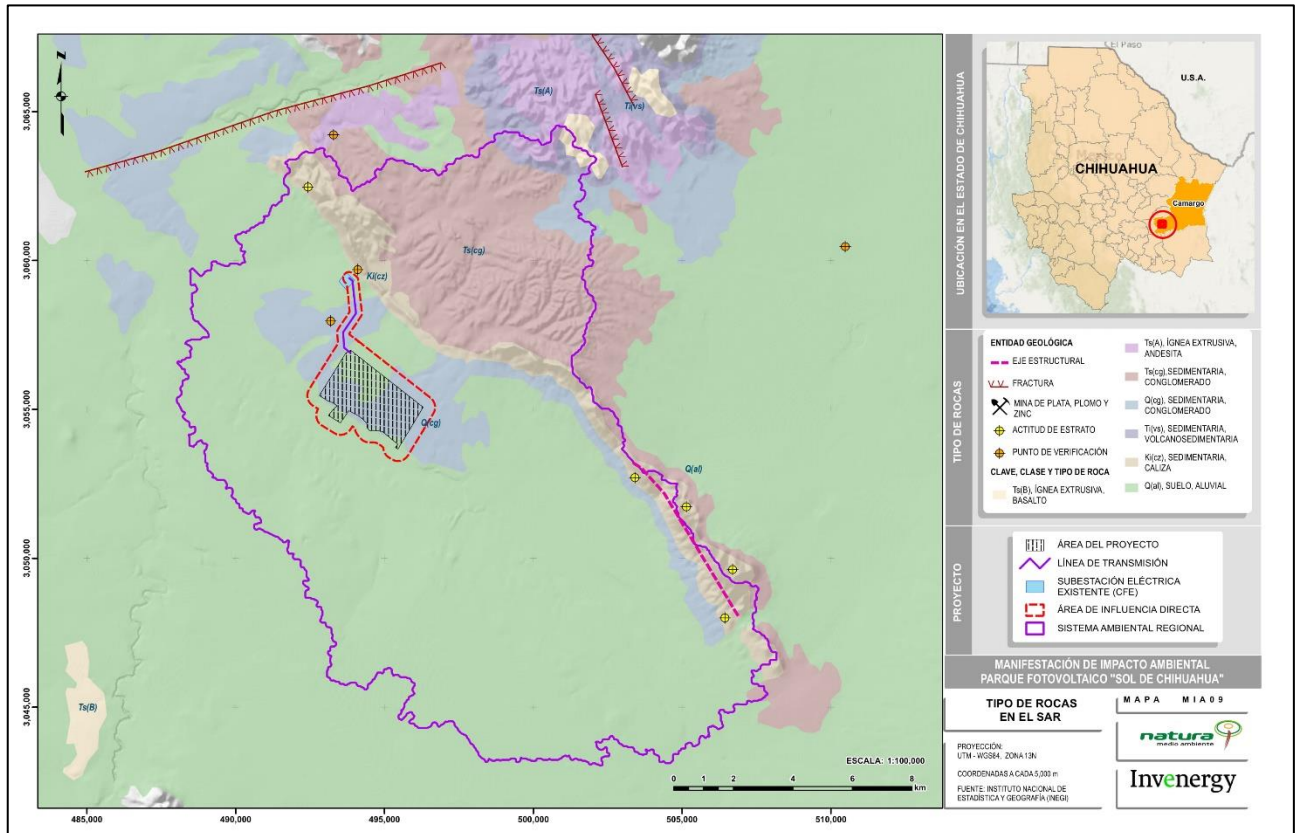 N
3,065,000
3,060,000
3,055,000
3,050,000
3,045,000
485,000
490,000
495,000
500,000
505,000
510,000
Ts(A)
Ti(vs)
Ts(cg)
Ki(cz)
Q(cg)
Q(al)
Ts(B)
ESCALA: 1:100,000
0 1 2 4 6 8
km
UBICACIÓN EN EL ESTADO DE CHIHUAHUA
El Paso
U.S.A.
CHIHUAHUA
Camargo
TIPO DE ROCAS
ENTIDAD GEOLÓGICA
EJE ESTRUCTURAL
FRACTURA
MINA DE PLATA, PLOMO Y
ZINC
ACTITUD DE ESTRATO
PUNTO DE VERIFICACIÓN
CLAVE, CLASE Y TIPO DE ROCA
Ts(B), ÍGNEA EXTRUSIVA,
BASALTO
Ts(A), ÍGNEA EXTRUSIVA,
ANDESITA
Ts(cg),SEDIMENTARIA,
CONGLOMERADO
Q(cg), SEDIMENTARIA,
CONGLOMERADO
Ti(vs), SEDIMENTARIA,
VOLCANOSEDIMENTARIA
Ki(cz), SEDIMENTARIA,
CALIZA
Q(al), SUELO, ALUVIAL
PROYECTO
ÁREA DEL PROYECTO
LÍNEA DE TRANSMISIÓN
SUBESTACIÓN ELÉCTRICA
EXISTENTE (CFE)
ÁREA DE INFLUENCIA DIRECTA
SISTEMA AMBIENTAL REGIONAL
MANIFESTACIÓN DE IMPACTO AMBIENTAL
PARQUE FOTOVOLTAICO "SOL DE CHIHUAHUA"
TIPO DE ROCAS
EN EL SAR
MAPA MIA09
PROYECCIÓN:
UTM - WGS84, ZONA 13N
COORDENADAS A CADA 5,000 m
FUENTE: INSTITUTO NACIONAL DE
ESTADÍSTICA Y GEOGRAFÍA (INEGI)
natura
medio ambiente
Invenergy